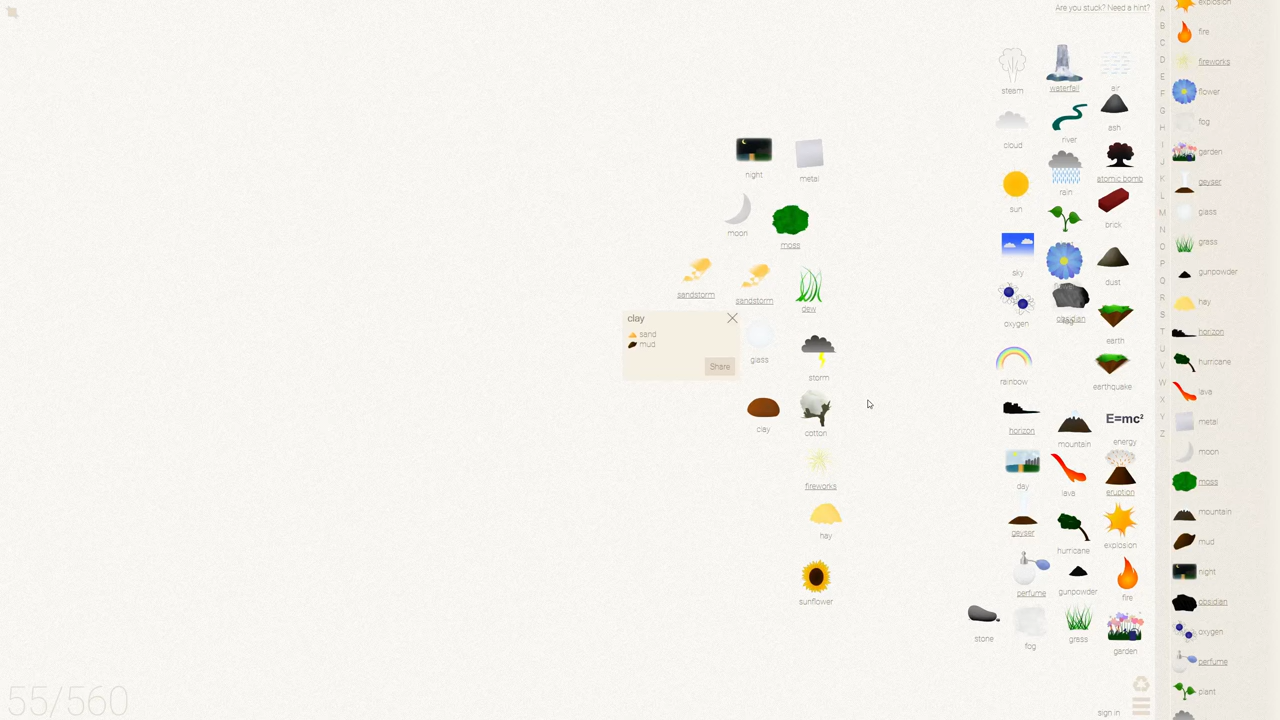 Are you stuck? Need a hint?
steam
waterfall
air
cloud
river
ash
night
metal
rain
atomic bomb
sun
brick
moon
moss
sky
dust
sandstorm
sandstorm
dew
oxygen
obsidian
earth
clay
sand
mud
Share
glass
storm
rainbow
earthquake
clay
cotton
horizon
mountain
E=mc²
energy
fireworks
day
lava
eruption
hay
geyser
hurricane
explosion
sunflower
perfume
gunpowder
fire
stone
fog
grass
garden
55/560
sign in
A
B
C
D
E
F
G
H
I
J
K
L
M
N
O
P
Q
R
S
T
U
V
W
X
Y
Z
explosion
fire
fireworks
flower
fog
garden
geyser
glass
grass
gunpowder
hay
horizon
hurricane
lava
metal
moon
moss
mountain
mud
night
obsidian
oxygen
perfume
plant